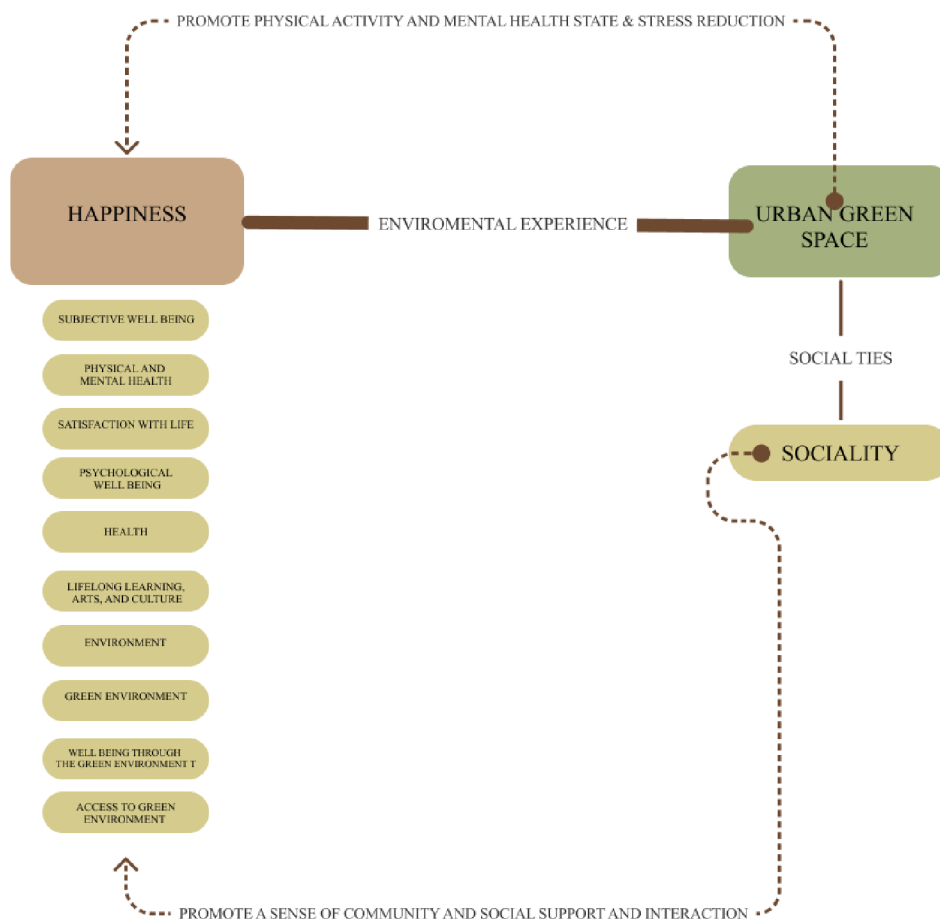 PROMOTE PHYSICAL ACTIVITY AND MENTAL HEALTH STATE & STRESS REDUCTION
HAPPINESS
ENVIROMENTAL EXPERIENCE
URBAN GREEN
SPACE
SUBJECTIVE WELL BEING
PHYSICAL AND
MENTAL HEALTH
SOCIAL TIES
SATISFACTION WITH LIFE
SOCIALITY
PSYCHOLOGICAL
WELL BEING
HEALTH
LIFELONG LEARNING,
ARTS, AND CULTURE
ENVIRONMENT
GREEN ENVIRONMENT
WELL BEING THROUGH
THE GREEN ENVIRONMENT T
ACCESS TO GREEN
ENVIRONMENT
PROMOTE A SENSE OF COMMUNITY AND SOCIAL SUPPORT AND INTERACTION